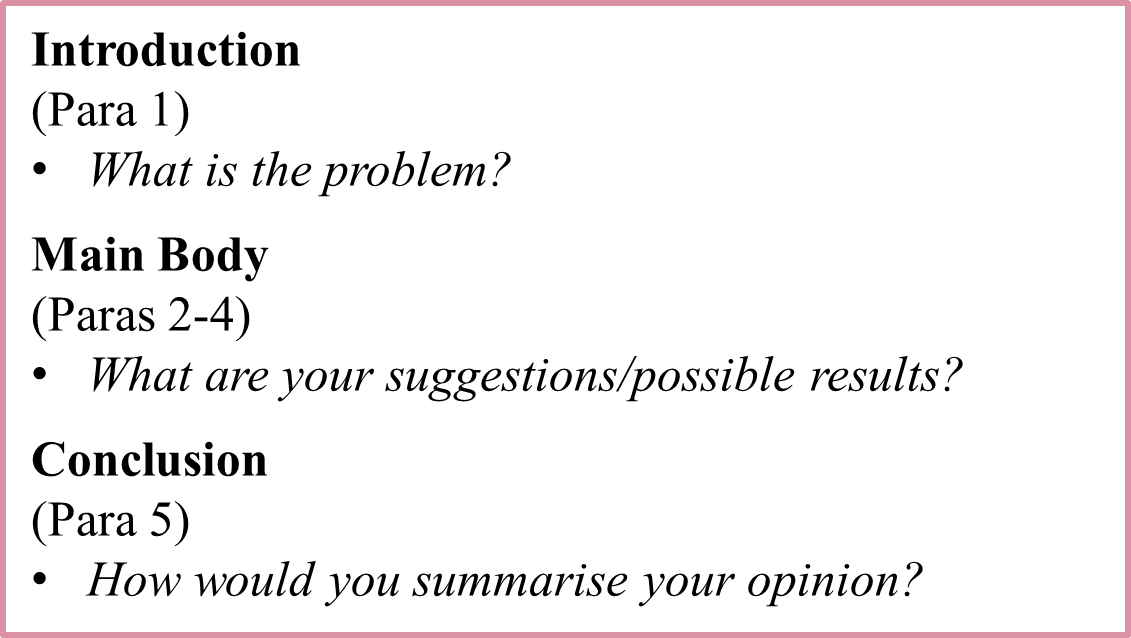 Introduction
(Para 1)
• What is the problem?
Main Body
(Paras 2-4)
• What are your suggestions/possible results?
Conclusion
(Para 5)
• How would you summarise your opinion?